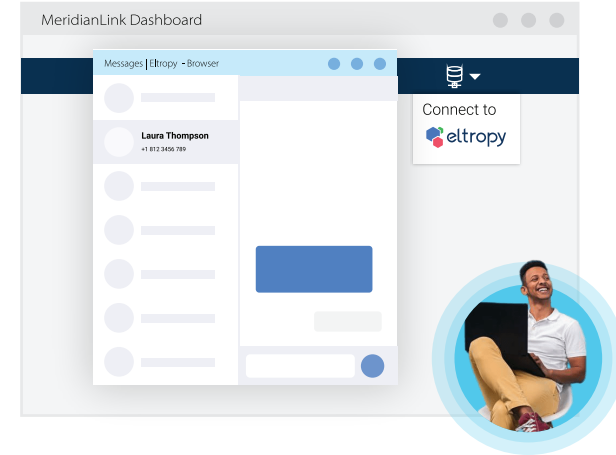 MeridianLink Dashboard
Messages | Eltropy - Browser
Connect to
eltropy
Laura Thompson
+1 812 3456 789